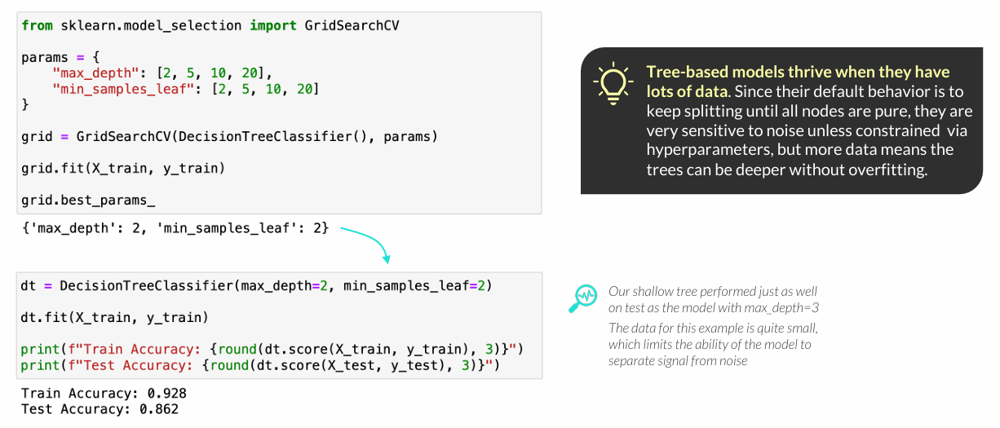 from sklearn.model_selection import GridSearchCV
params = {
    "max_depth": [2, 5, 10, 20],
    "min_samples_leaf": [2, 5, 10, 20]
}
grid = GridSearchCV(DecisionTreeClassifier(), params)
grid.fit(X_train, y_train)
grid.best_params_
{'max_depth': 2, 'min_samples_leaf': 2}
dt = DecisionTreeClassifier(max_depth=2, min_samples_leaf=2)
dt.fit(X_train, y_train)
print(f"Train Accuracy: {round(dt.score(X_train, y_train), 3)}")
print(f"Test Accuracy: {round(dt.score(X_test, y_test), 3)}")
Train Accuracy: 0.928
Test Accuracy: 0.862
Tree-based models thrive when they have
lots of data. Since their default behavior is to
keep splitting until all nodes are pure, they are
very sensitive to noise unless constrained via
hyperparameters, but more data means the
trees can be deeper without overfitting.
Our shallow tree performed just as well
on test as the model with max_depth=3
The data for this example is quite small,
which limits the ability of the model to
separate signal from noise